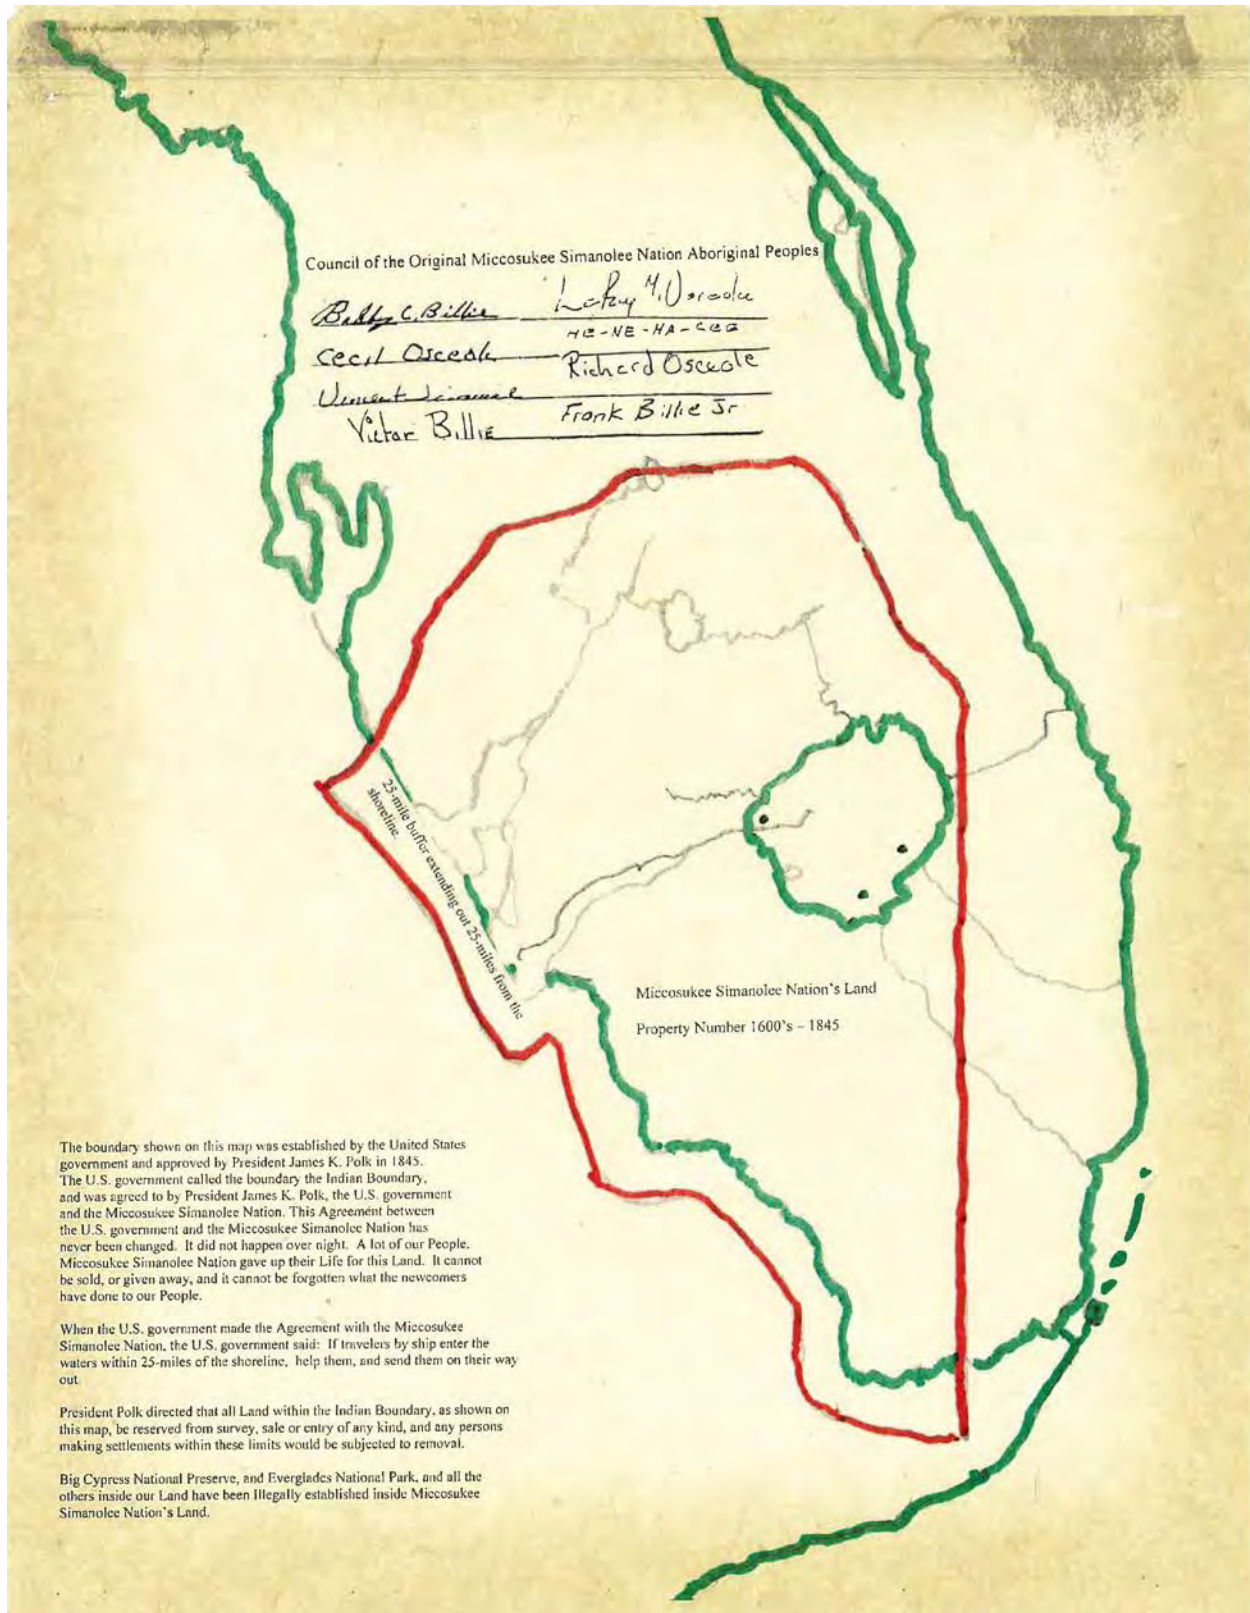 Council of the Original Miccosukee Simanolee Nation Aboriginal Peoples
Bobby C. Billie
HE-NE-HA-
Cecil Osceola
Richard Osceole
Victor Billie
Frank Billie Jr
25-mile buffer extending out 25-miles from the
shoreline.
Miccosukee Simanolee Nation's Land
Property Number 1600's – 1845
The boundary shown on this map was established by the United States
government and approved by President James K. Polk in 1845.
The U.S. government called the boundary the Indian Boundary,
and was agreed to by President James K. Polk, the U.S. government
and the Miccosukee Simanolee Nation. This Agreement between
the U.S. government and the Miccosukee Simanolee Nation has
never been changed. It did not happen over night. A lot of our People,
Miccosukee Simanolee Nation gave up their Life for this Land. It cannot
be sold, or given away, and it cannot be forgotten what the newcomers
have done to our People.
When the U.S. government made the Agreement with the Miccosukee
Simanolee Nation, the U.S. government said: If travelers by ship enter the
waters within 25-miles of the shoreline, help them, and send them on their way
out.
President Polk directed that all Land within the Indian Boundary, as shown on
this map, be reserved from survey, sale or entry of any kind, and any persons
making settlements within these limits would be subjected to removal.
Big Cypress National Preserve, and Everglades National Park, and all the
others inside our Land have been Illegally established inside Miccosukee
Simanolee Nation's Land.